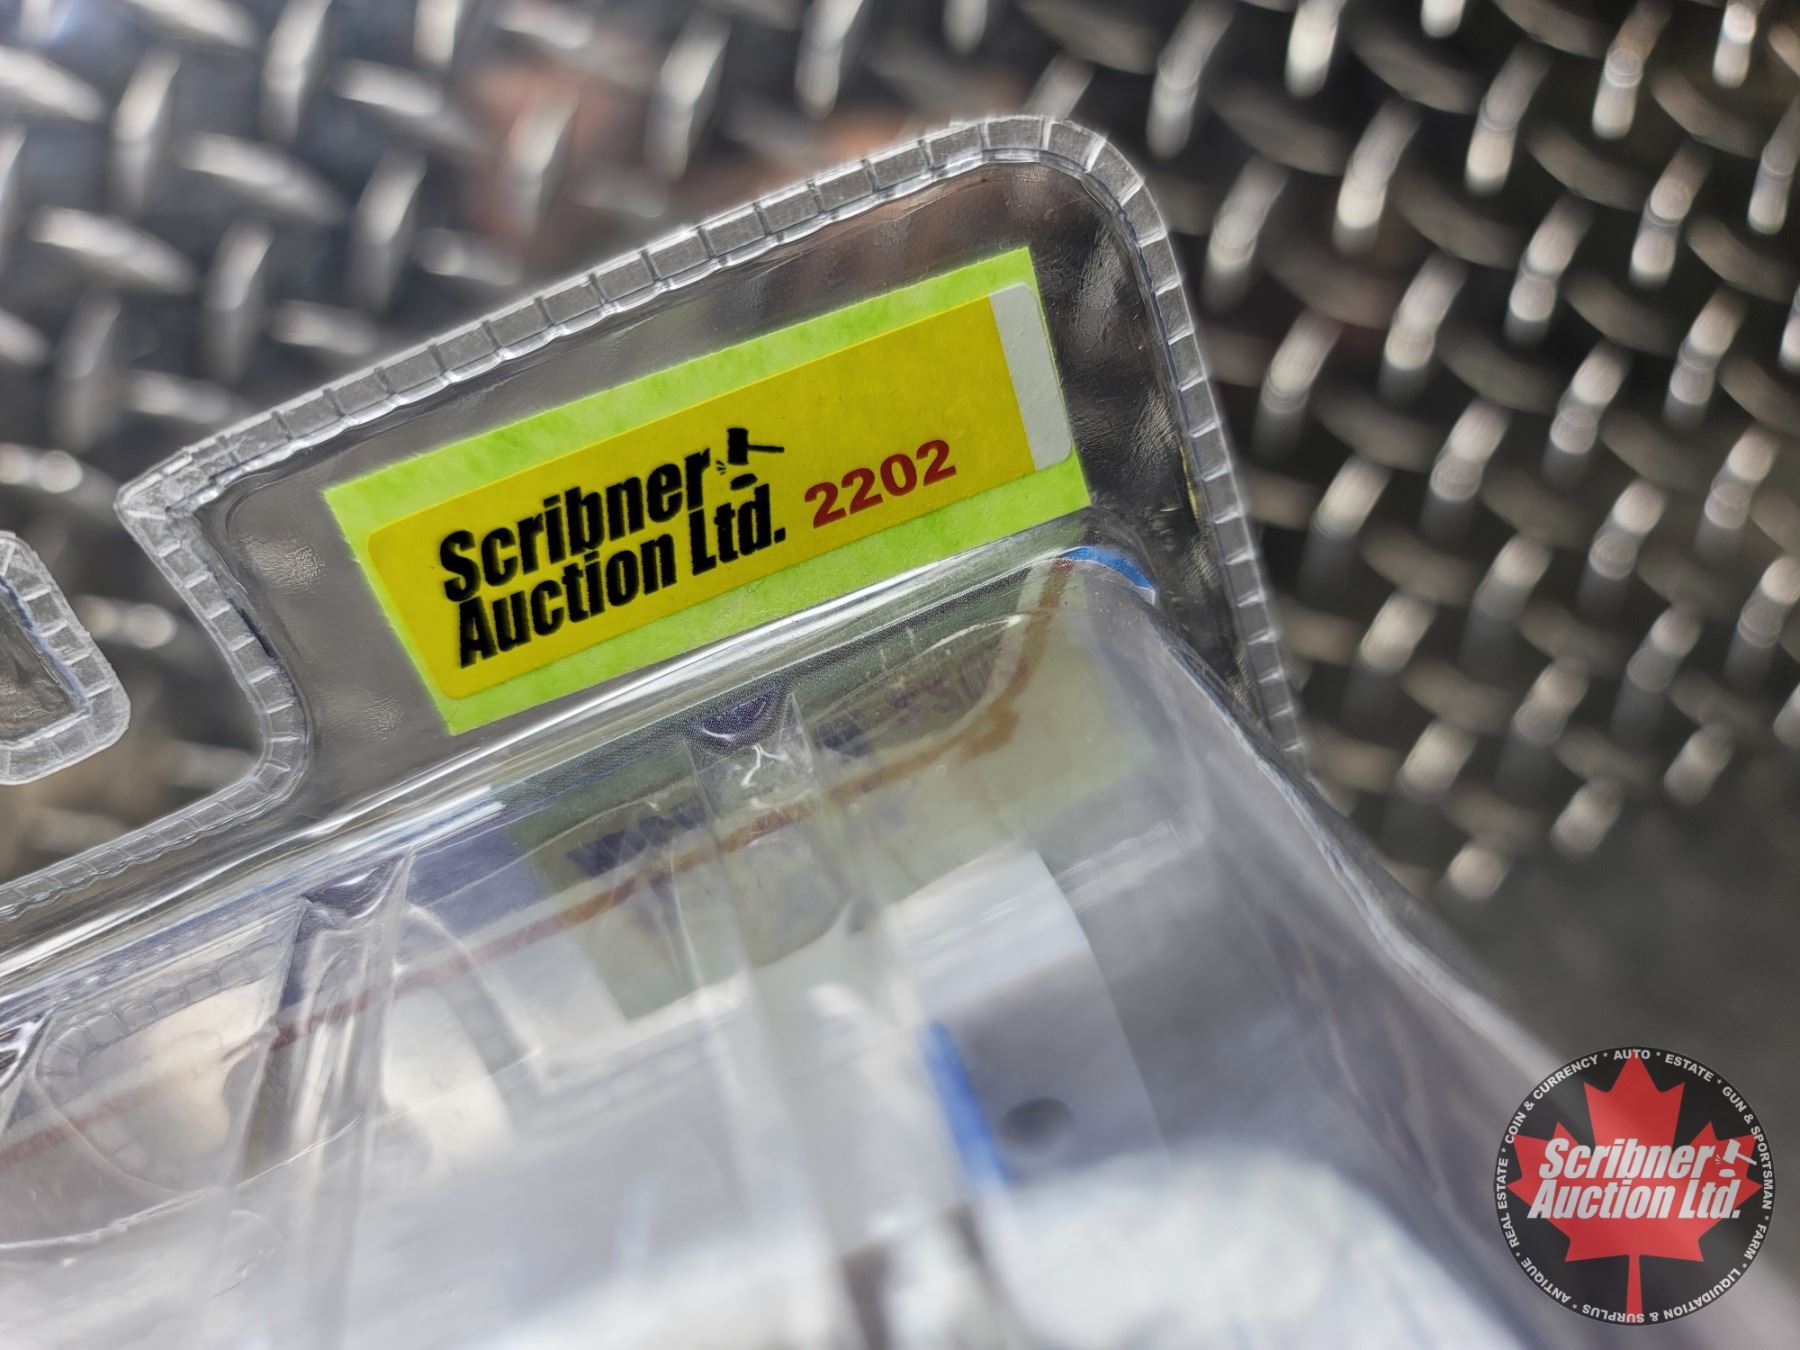 Scribner
Auction Ltd. 2202
COIN & CURRENCY * AUTO * ESTATE * GUN & SPORTSMAN * FARM * LIQUIDATION & SURPLUS * ANTIQUE * REAL ESTATE *
Scribner
Auction Ltd.